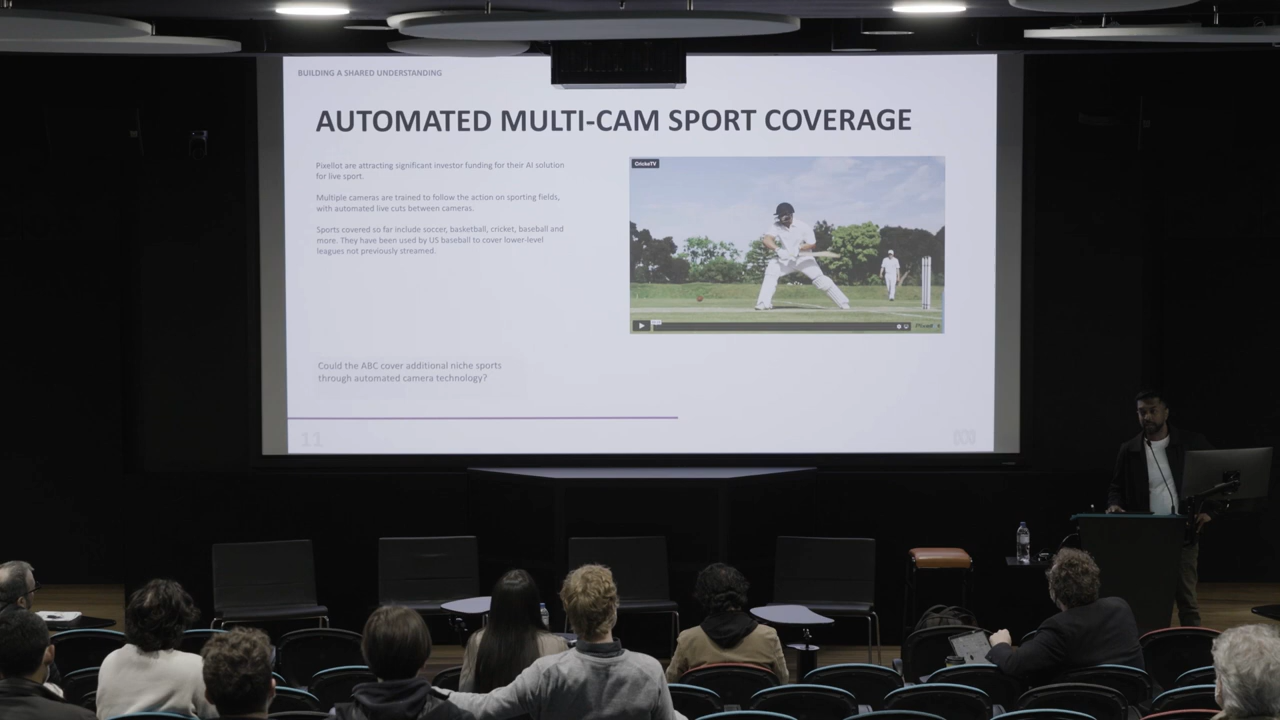 BUILDING A SHARED UNDERSTANDING
AUTOMATED MULTI-CAM SPORT COVERAGE
Pixellot are attracting significant investor funding for their AI solution
for live sport.
Multiple cameras are trained to follow the action on sporting fields,
with automated live cuts between cameras.
Sports covered so far include soccer, basketball, cricket, baseball and
more. They have been used by US baseball to cover lower-level
leagues not previously streamed.
CricketTV
Could the ABC cover additional niche sports
through automated camera technology?
11